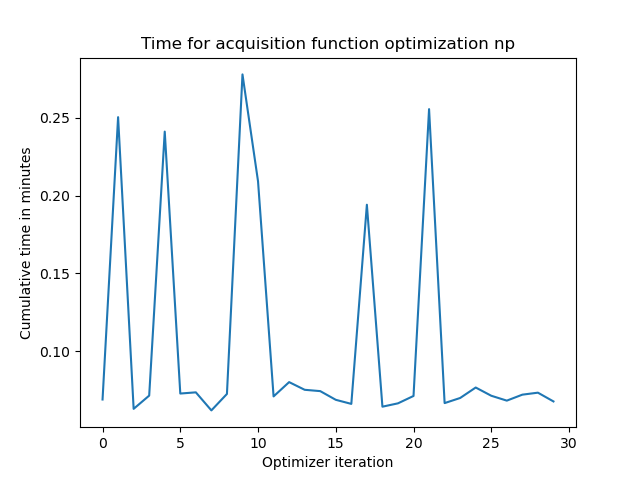 Time for acquisition function optimization np
Cumulative time in minutes
0.25
0.20
0.15
0.10
0 5 10 15 20 25 30
Optimizer iteration